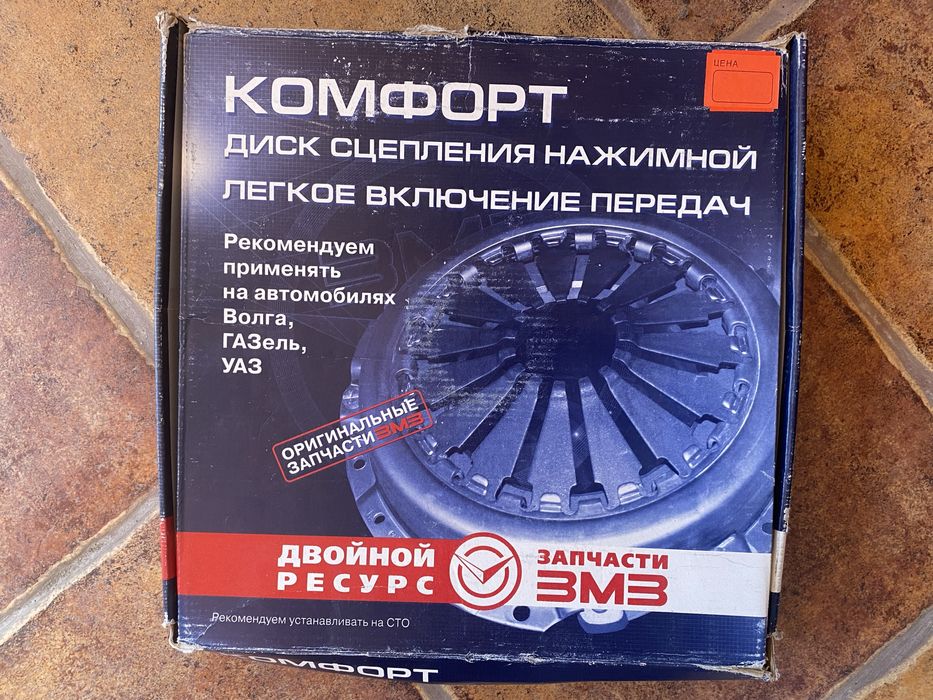 ЦЕНА
КОМФОРТ
ДИСК СЦЕПЛЕНИЯ НАЖИМНОЙ
ЛЕГКОЕ ВКЛЮЧЕНИЕ ПЕРЕДАЧ
Рекомендуем
применять
на автомобилях
Волга,
ГАЗель,
УАЗ
ОРИГИНАЛЬНЫЕ
ЗАПЧАСТИ ЗМЗ
ДВОЙНОЙ
РЕСУРС
ЗАПЧАСТИ
ЗМЗ
Рекомендуем устанавливать на СТО
КОМФОРТ